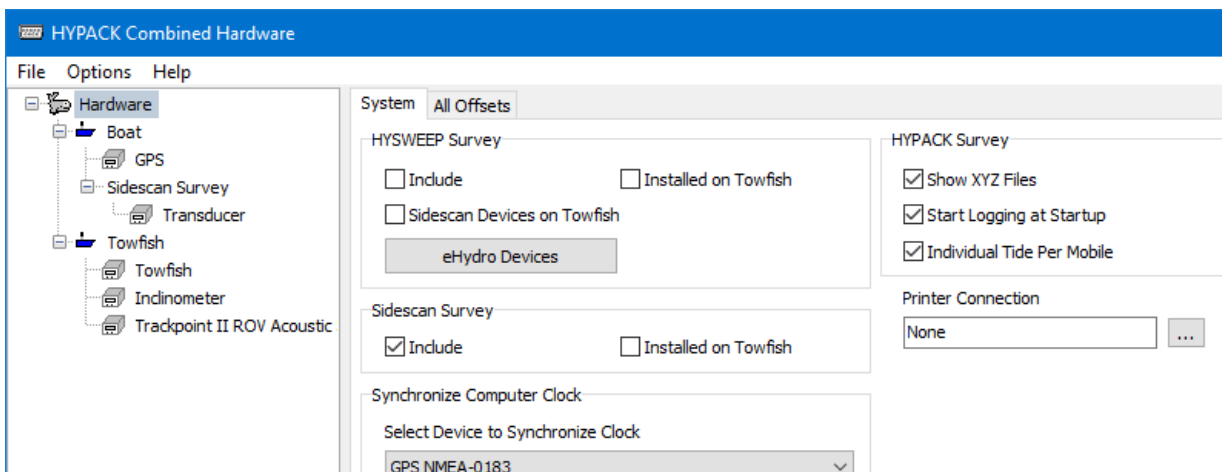 HYPACK Combined Hardware
File Options Help
Hardware
Boat
GPS
Sidescan Survey
Transducer
Towfish
Towfish
Inclinometer
Trackpoint II ROV Acoustic
System All Offsets
HYSWEEP Survey
Include Installed on Towfish
Sidescan Devices on Towfish
eHydro Devices
Sidescan Survey
Include Installed on Towfish
Synchronize Computer Clock
Select Device to Synchronize Clock
GPS NMEA-0183
HYPACK Survey
Show XYZ Files
Start Logging at Startup
Individual Tide Per Mobile
Printer Connection
None ...